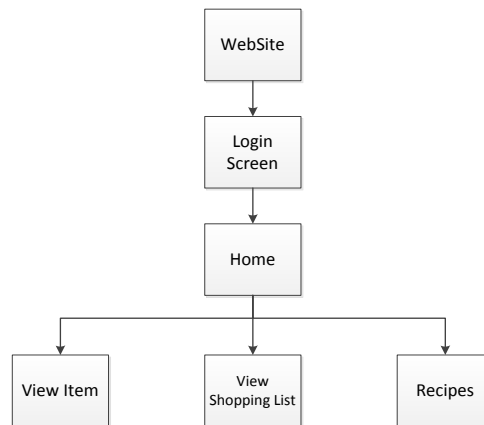 WebSite
Login
Screen
Home
View Item
View
Shopping List
Recipes